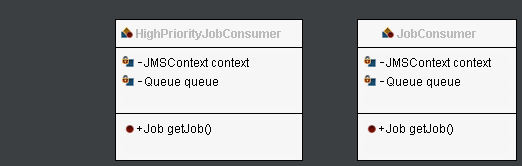 HighPriorityJobConsumer
-JMSContext context
-Queue queue
+Job getJob()
JobConsumer
-JMSContext context
-Queue queue
+Job getJob()